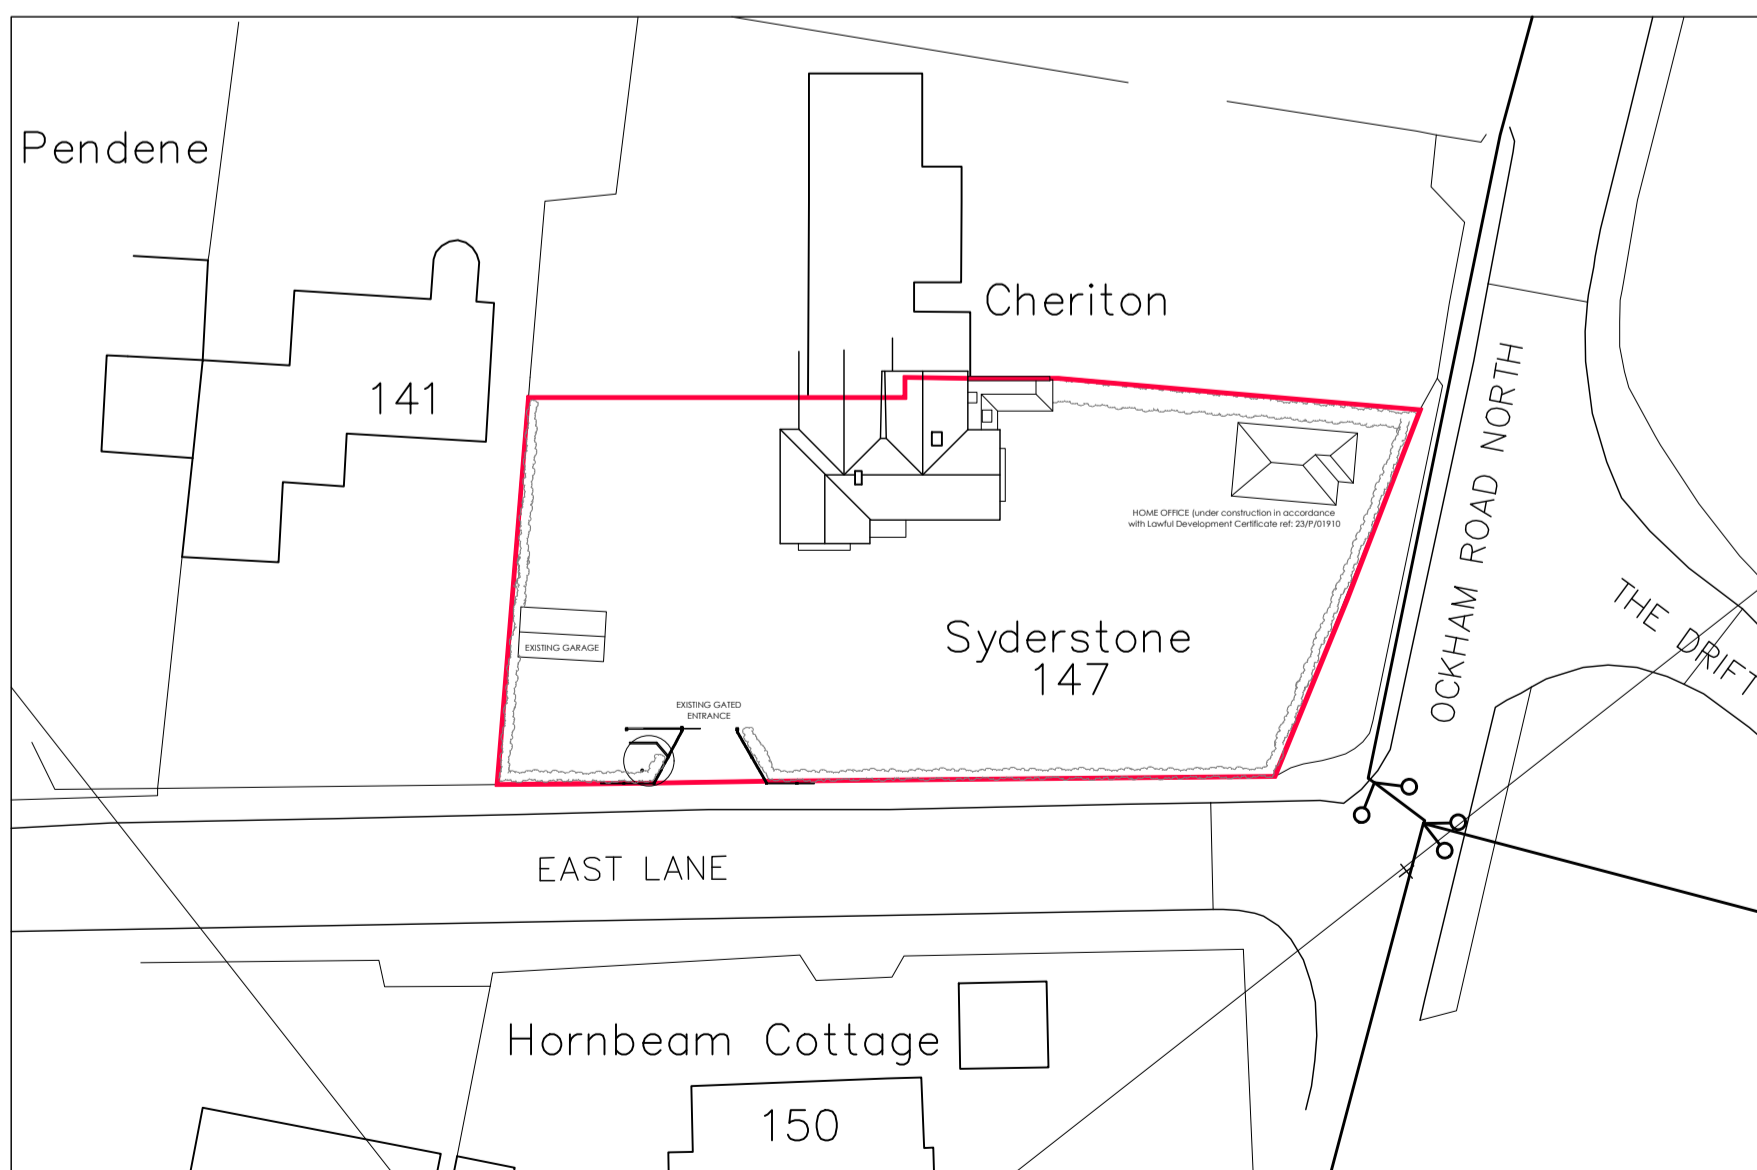 Pendene
Cheriton
141
OCKHAM ROAD NORTH
HOME OFFICE (under construction in accordance
with Lawful Development Certificate ref: 23/P/01910
THE DRIFT
Syderstone
147
EXISTING GARAGE
EXISTING GATED
ENTRANCE
EAST LANE
Hornbeam Cottage
150